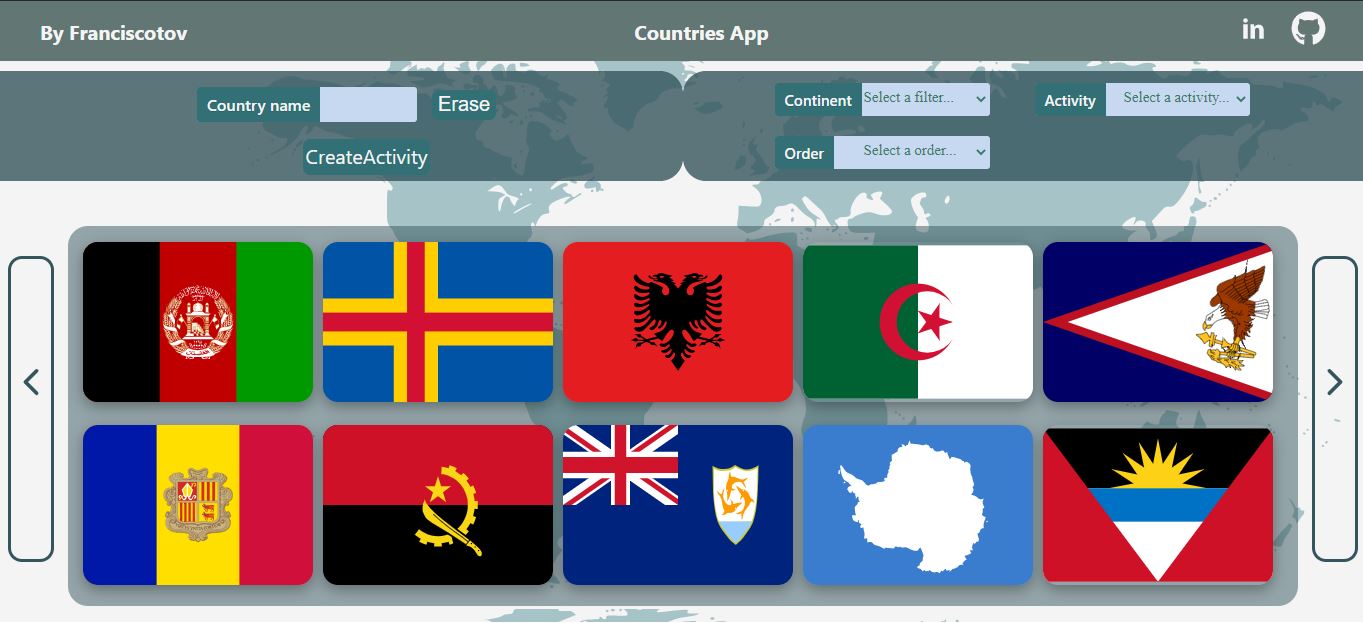 By Franciscotov
Countries App
in
Country name
Erase
CreateActivity
Continent
Select a filter...
Activity
Select a activity...
Order
Select a order...